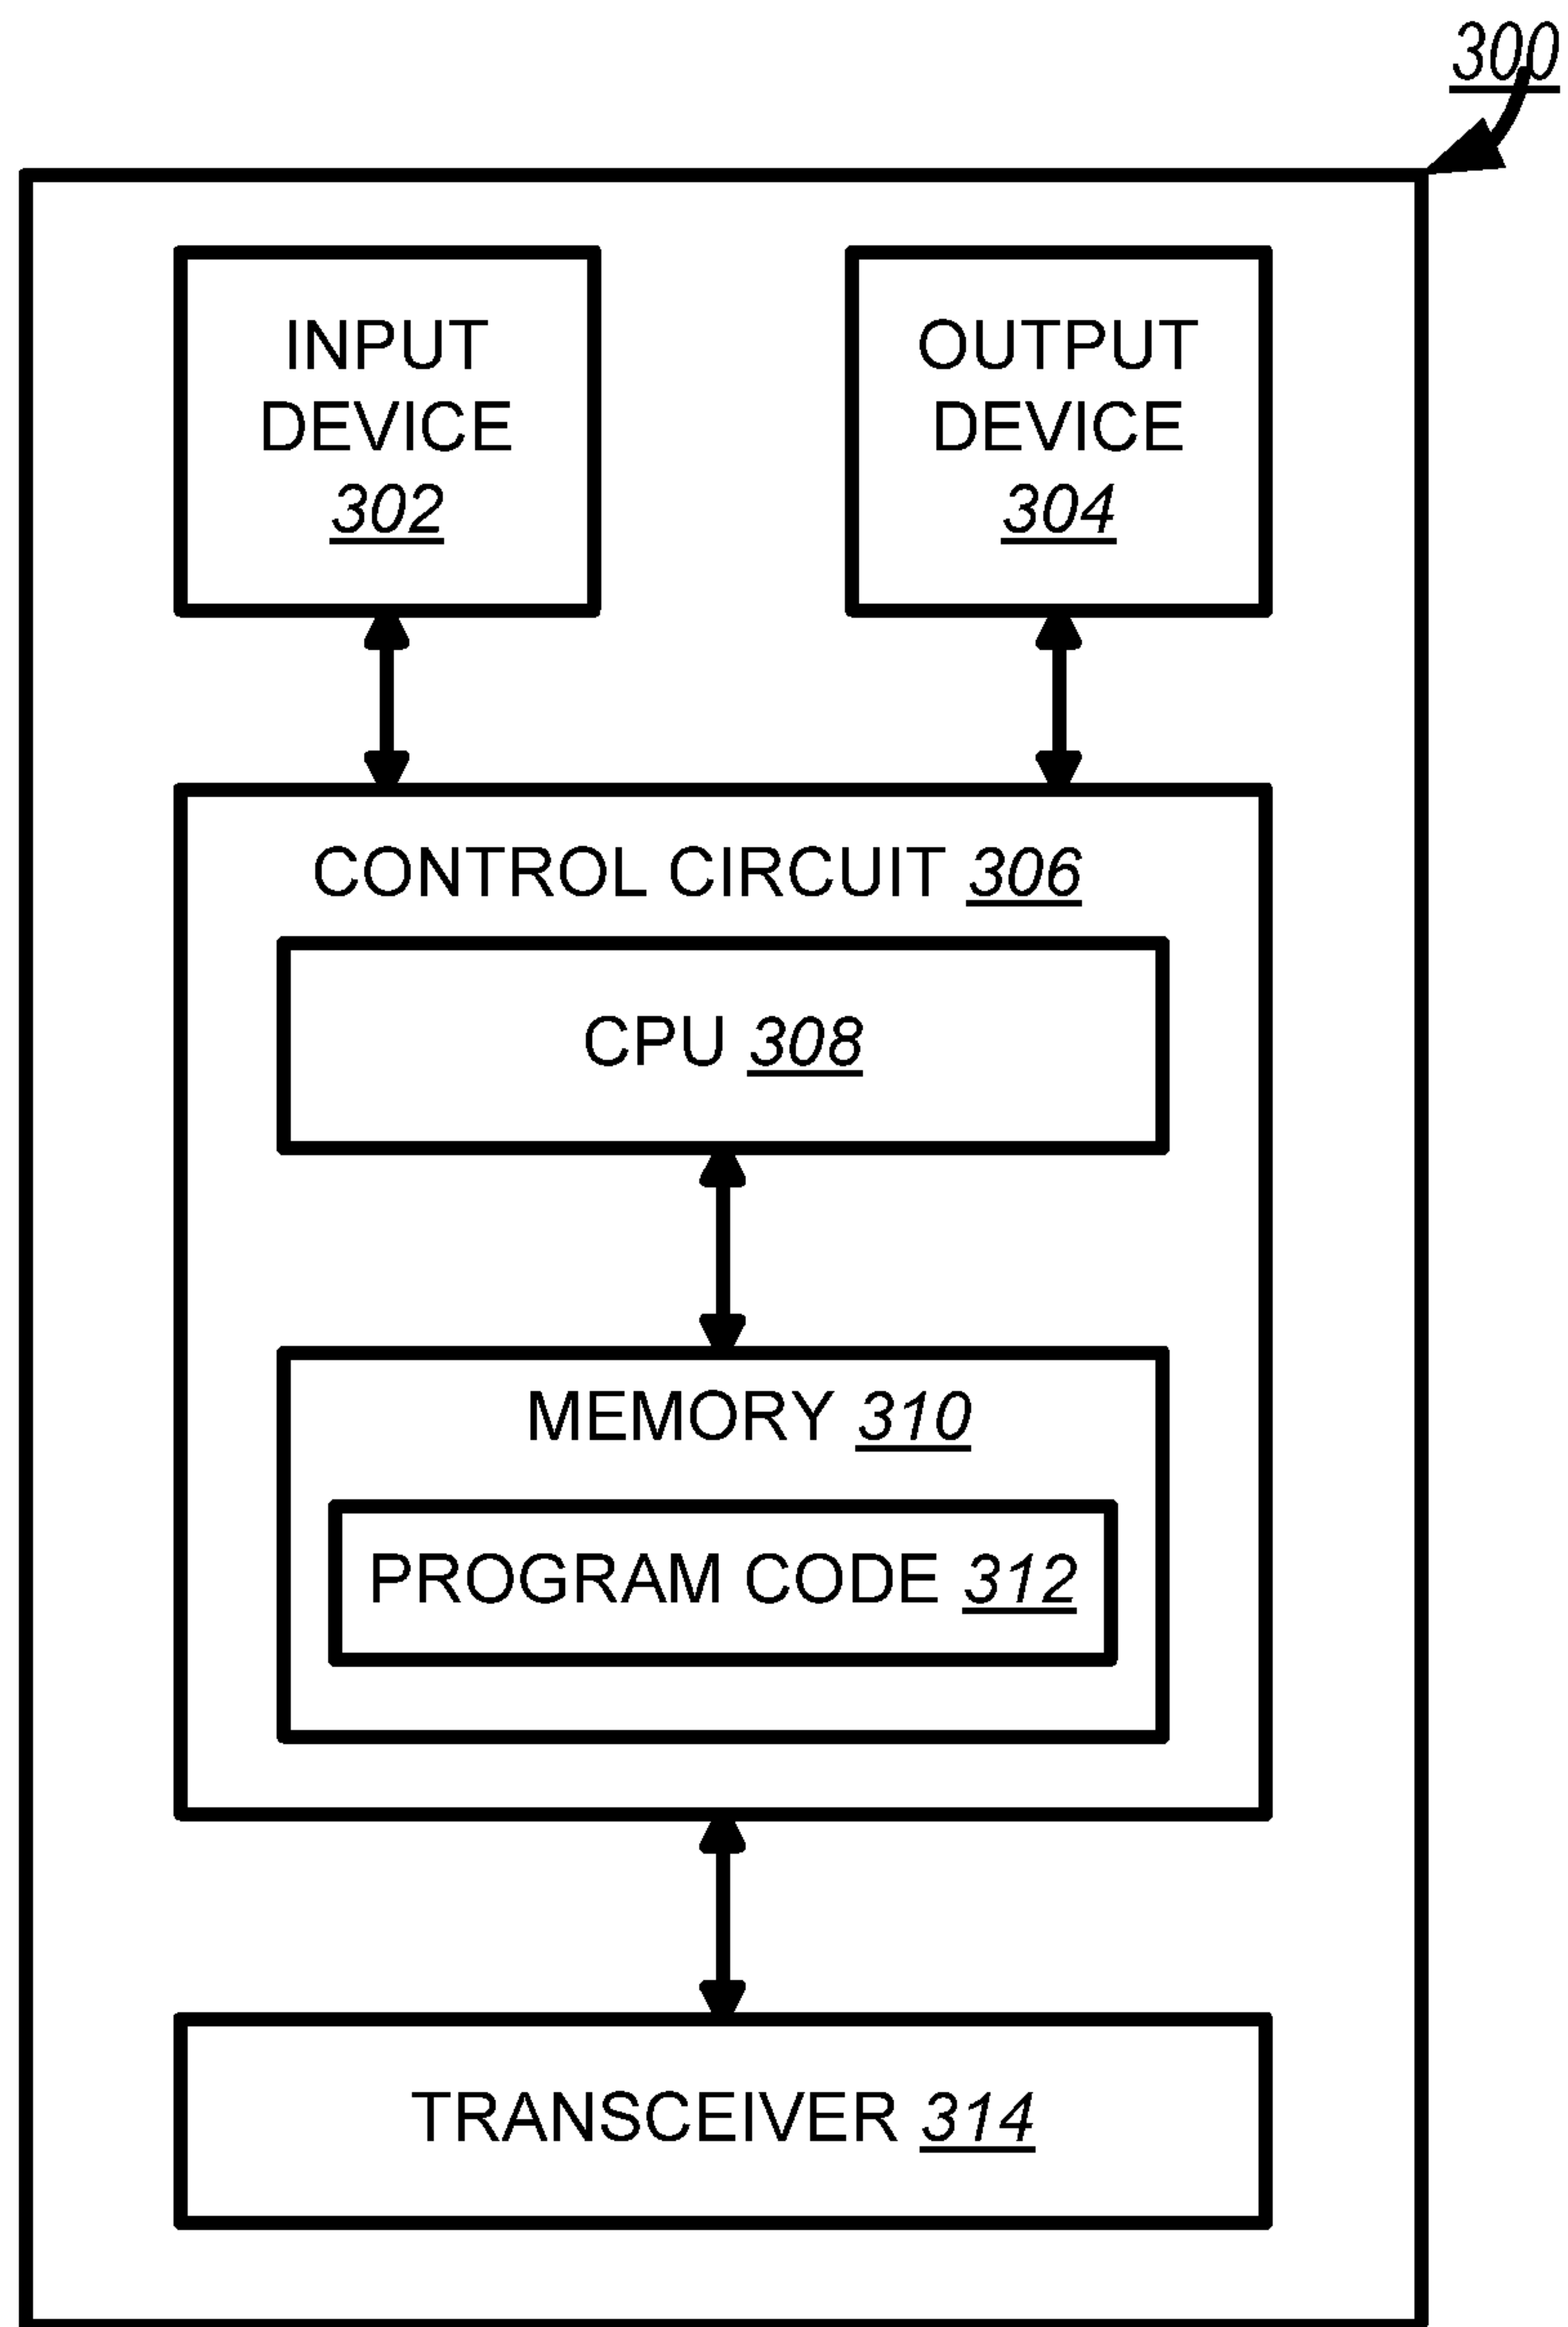 300
INPUT
DEVICE
302
OUTPUT
DEVICE
304
CONTROL CIRCUIT 306
CPU 308
MEMORY 310
PROGRAM CODE 312
TRANSCEIVER 314